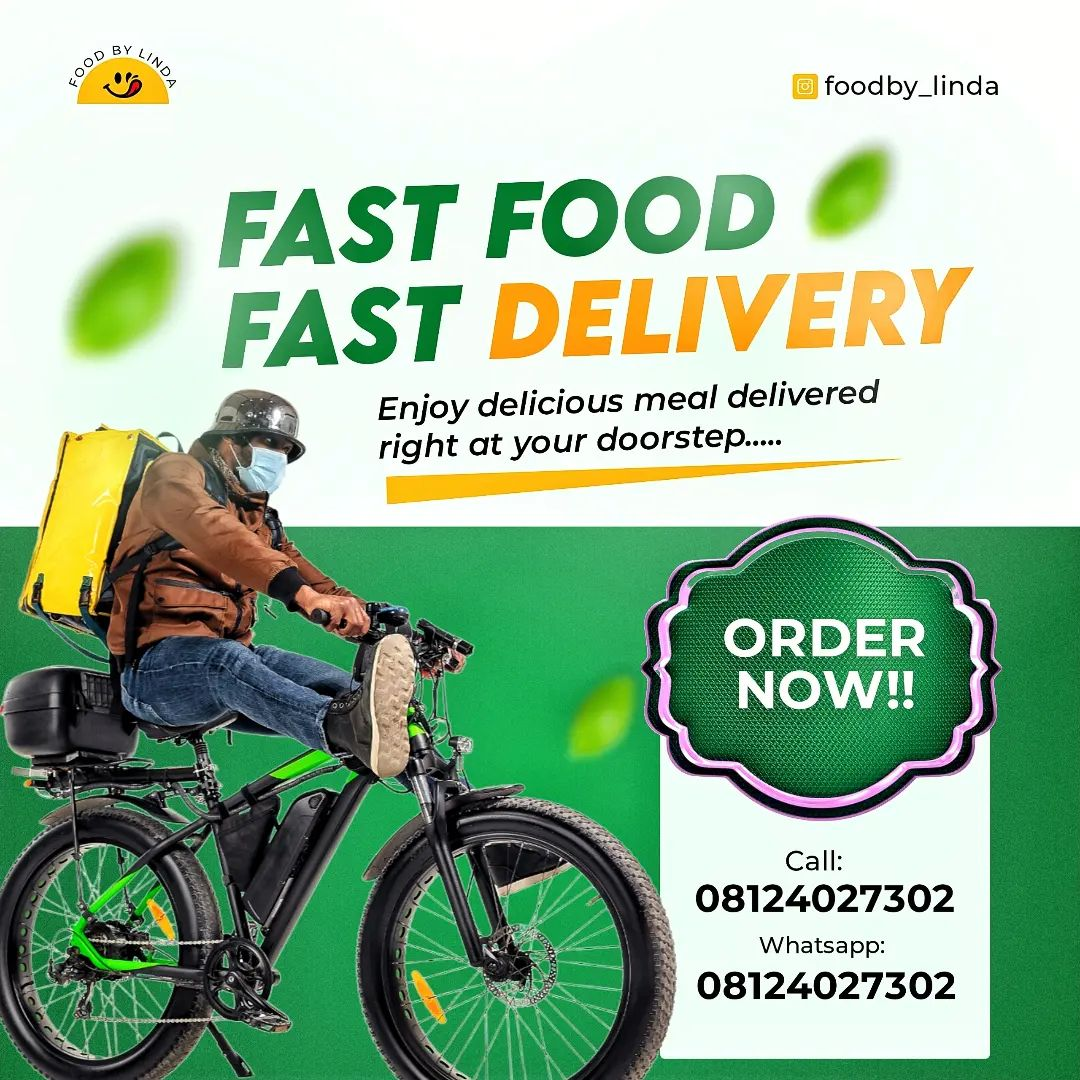 FOOD BY LINDA
foodby_linda
FAST FOOD
FAST DELIVERY
Enjoy delicious meal delivered
right at your doorstep.....
ORDER
NOW!!
Call:
08124027302
Whatsapp:
08124027302